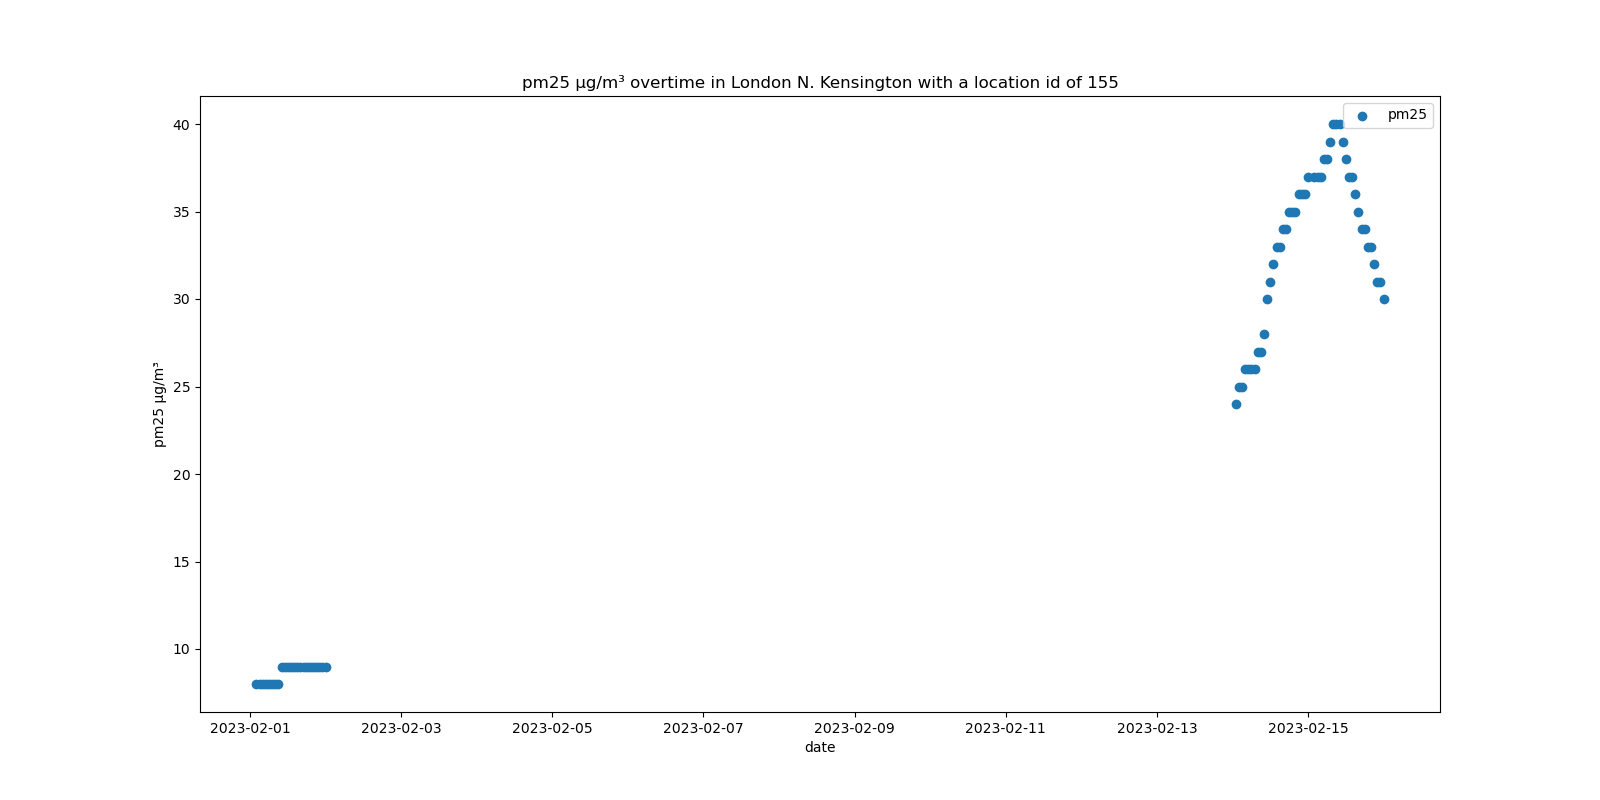 pm25 µg/m³ overtime in London N. Kensington with a location id of 155
pm25
40
35
30
25
20
15
10
pm25 µg/m³
2023-02-01 2023-02-03 2023-02-05 2023-02-07 2023-02-09 2023-02-11 2023-02-13 2023-02-15
date